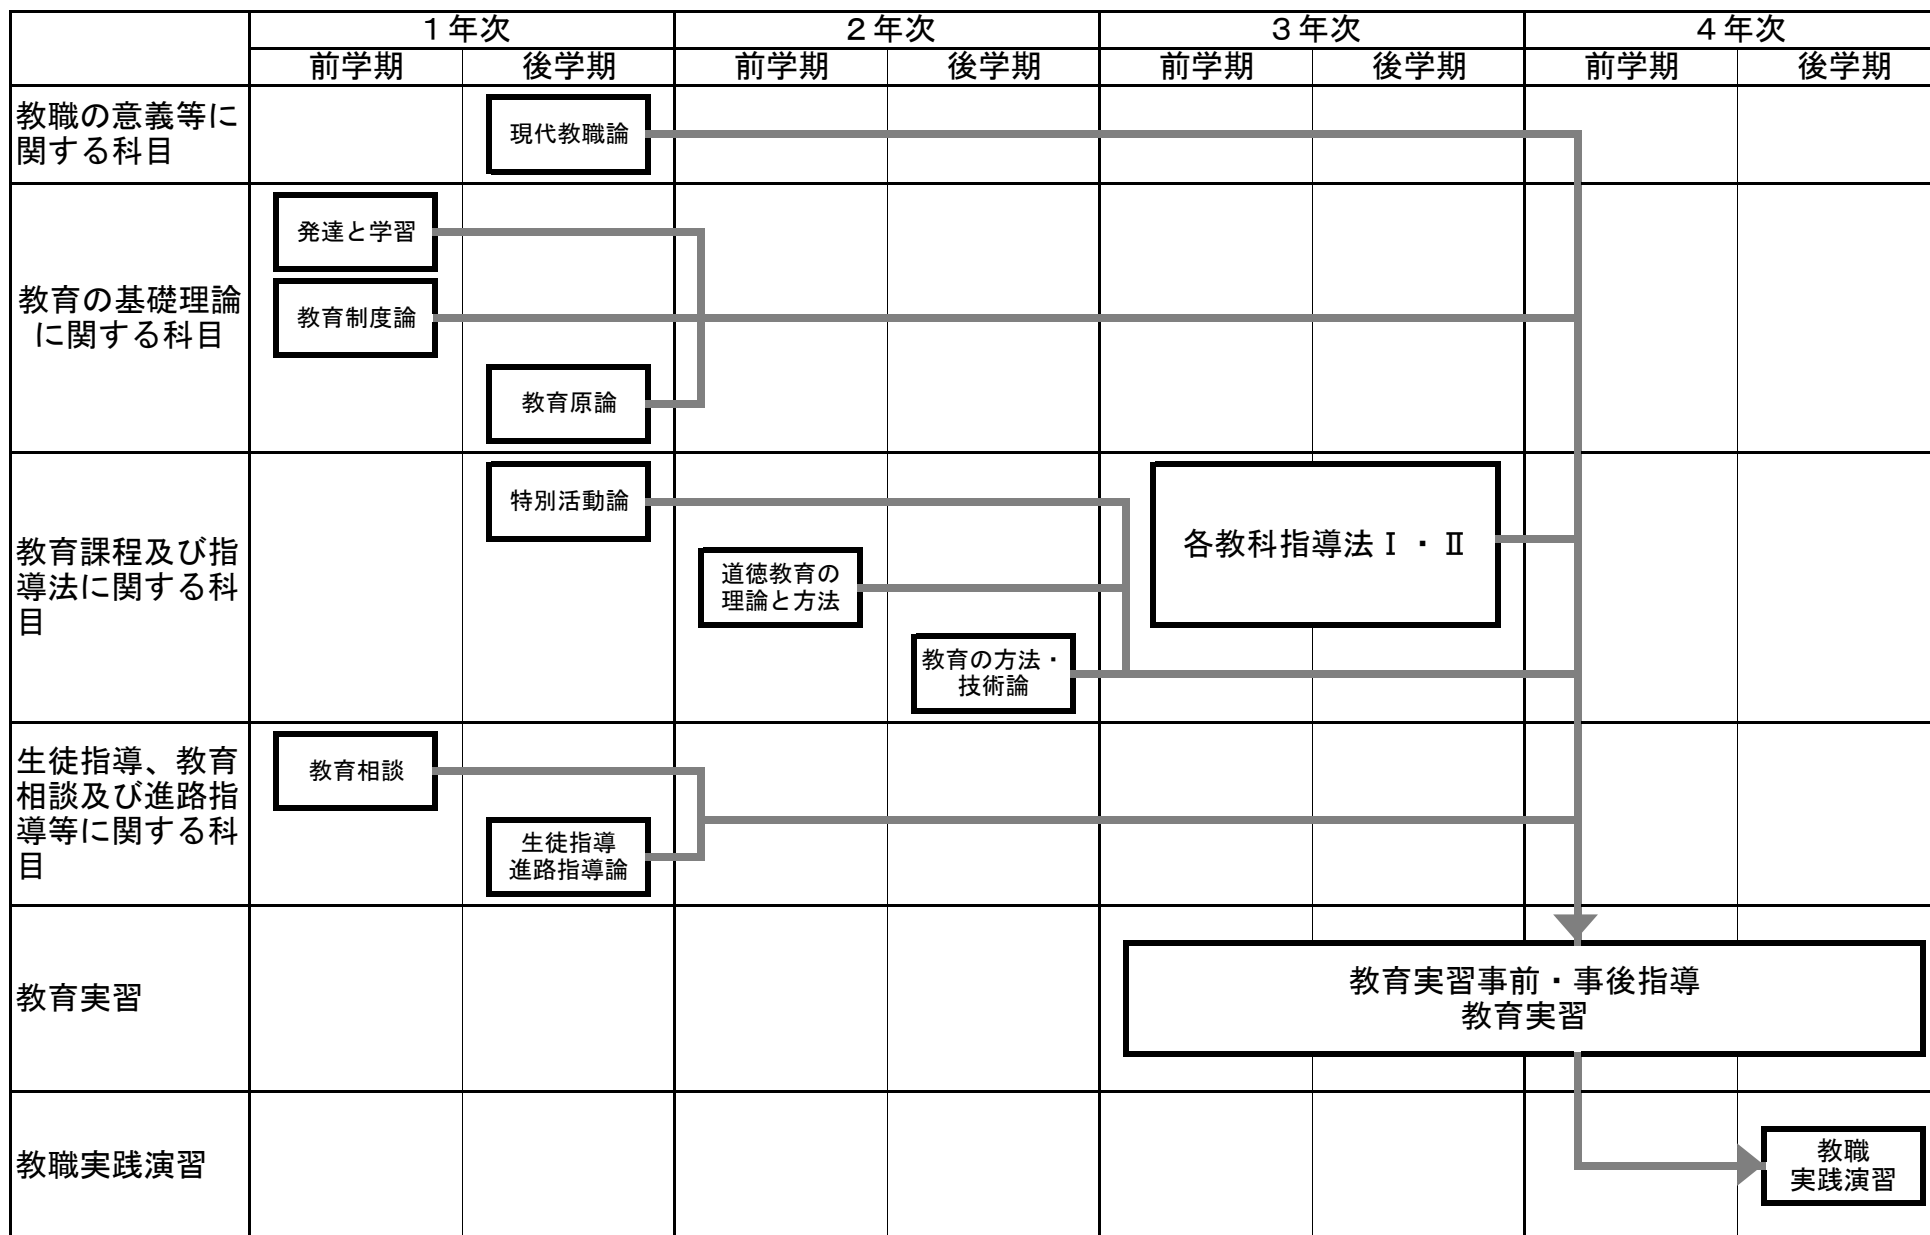 １年次
２年次
３年次
４年次
前学期
後学期
前学期
後学期
前学期
後学期
前学期
後学期
教職の意義等に
関する科目
現代教職論
教育の基礎理論
に関する科目
発達と学習
教育制度論
教育原論
教育課程及び指
導法に関する科
目
特別活動論
道徳教育の
理論と方法
教育の方法・
技術論
各教科指導法Ⅰ・Ⅱ
生徒指導、教育
相談及び進路指
導等に関する科
目
教育相談
生徒指導
進路指導論
教育実習
教育実習事前・事後指導
教育実習
教職実践演習
教職
実践演習